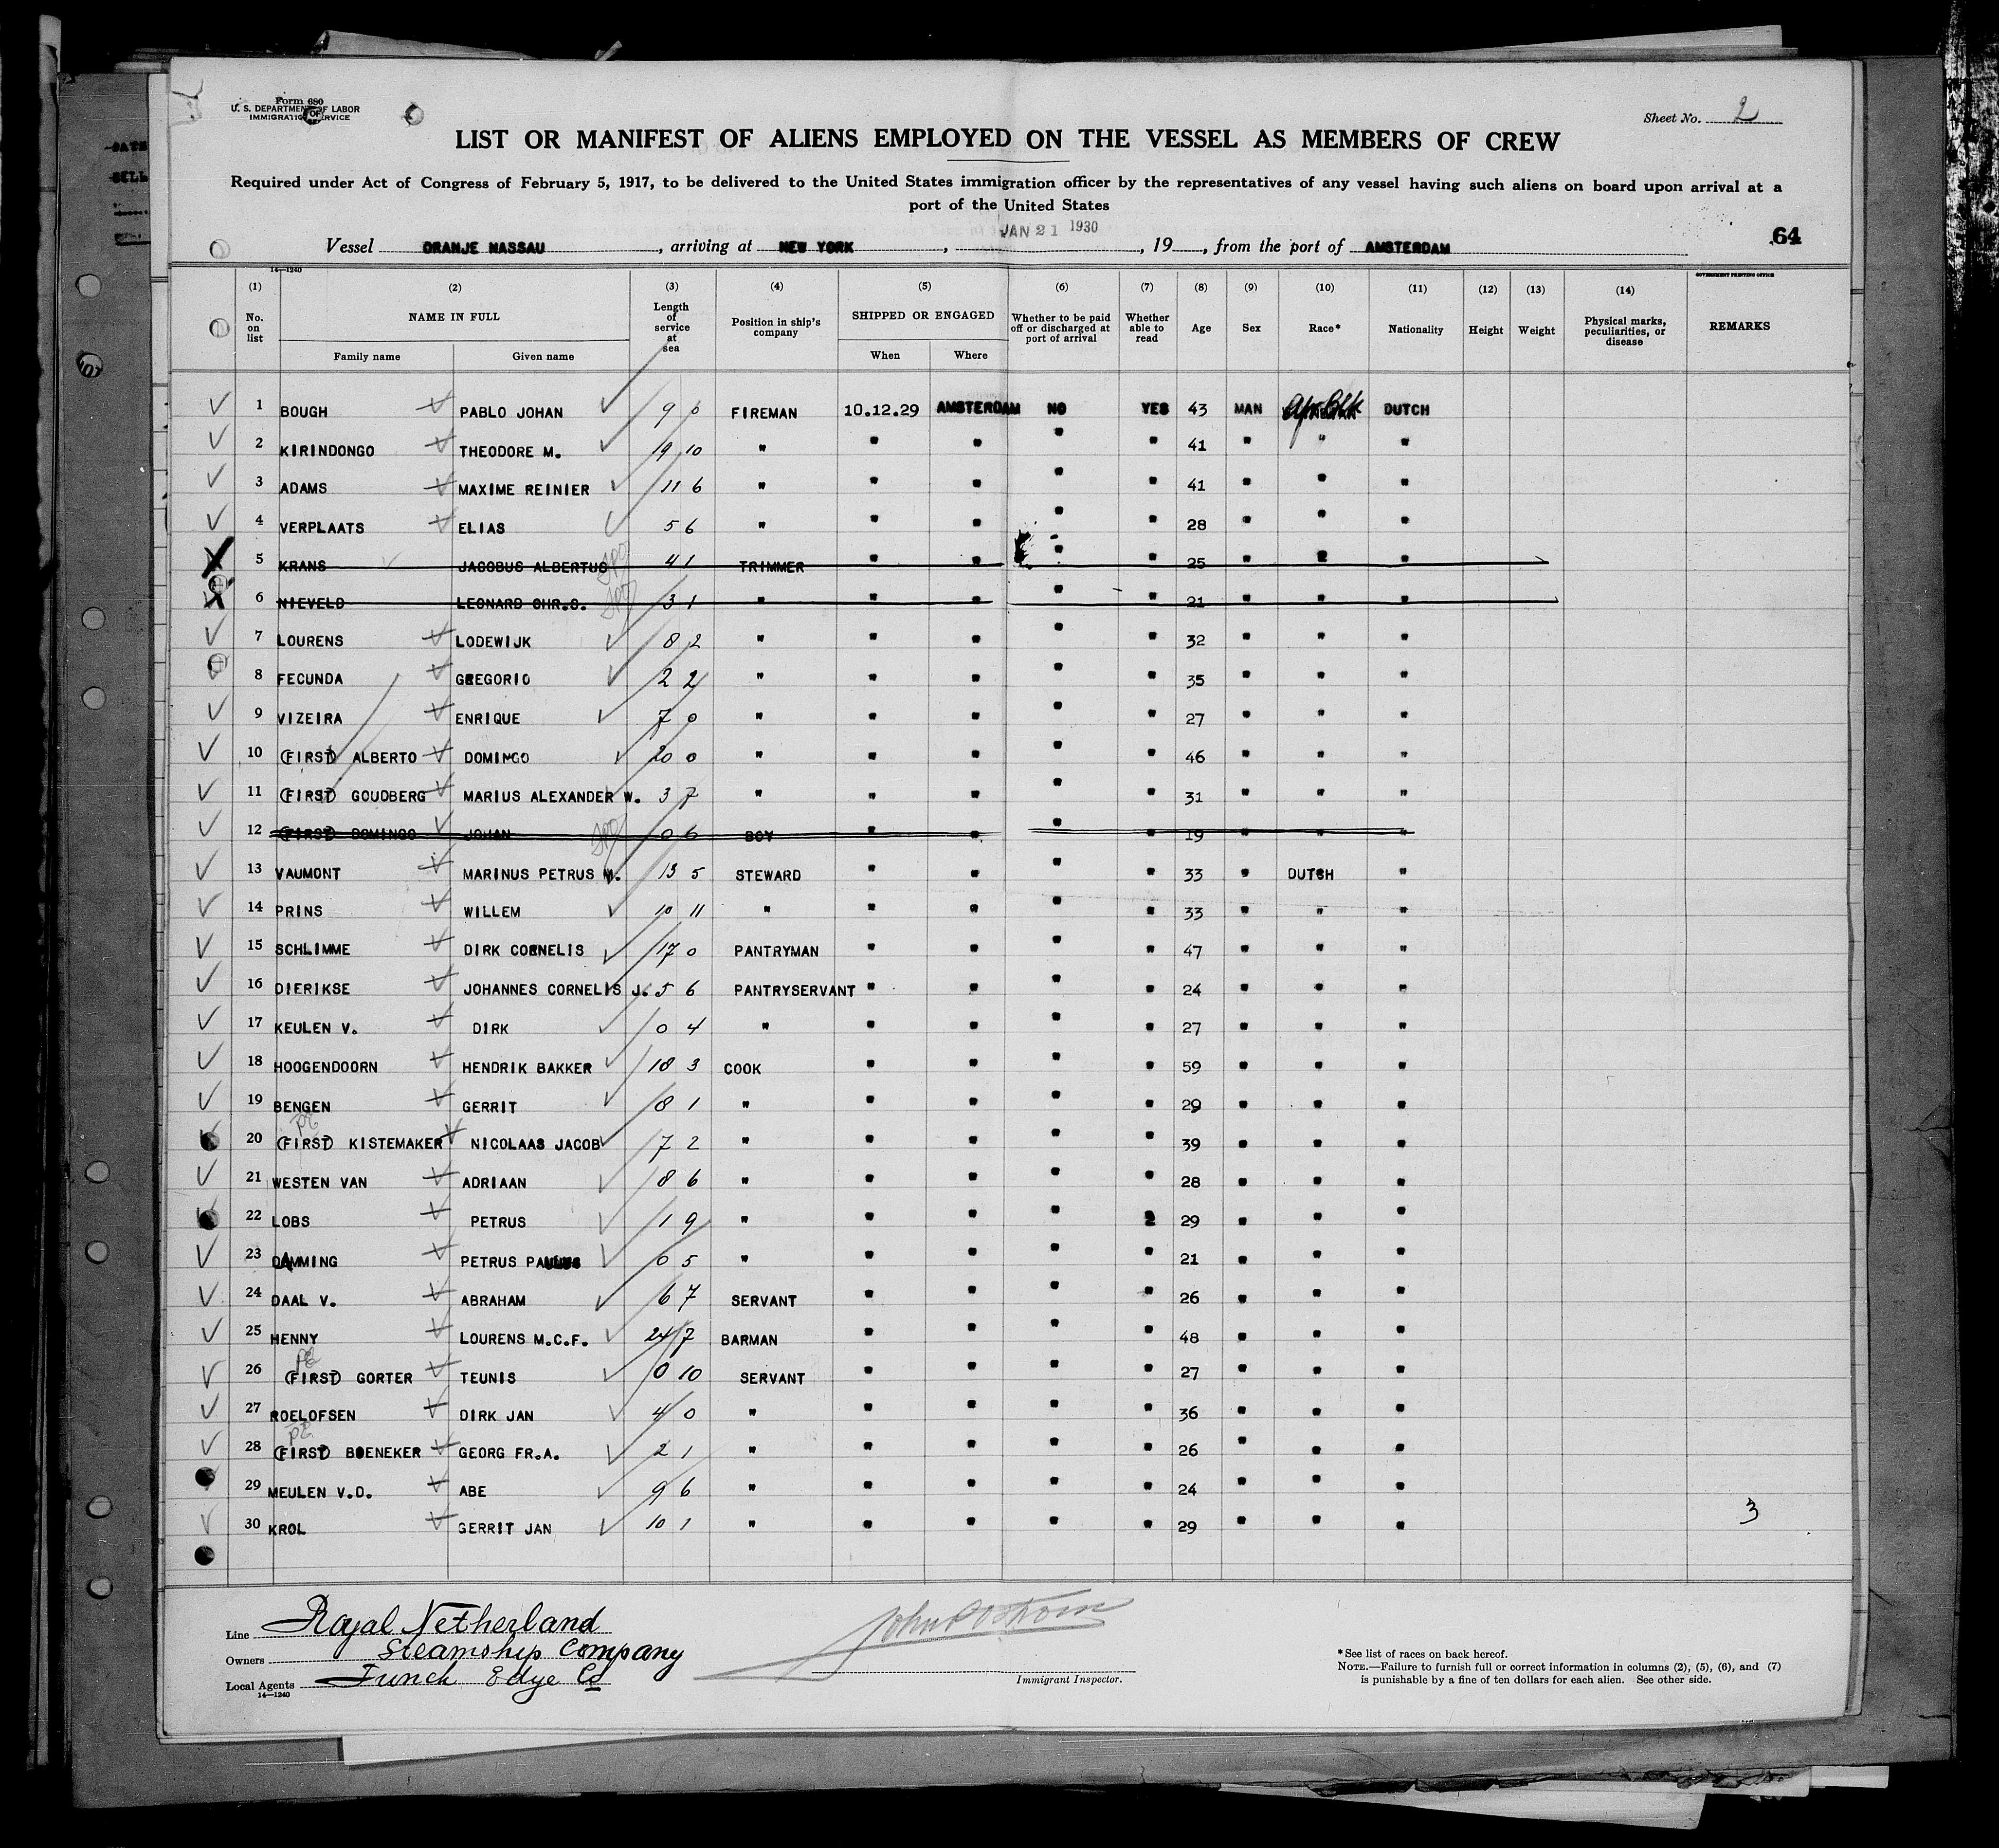 Form 680
U. S. DEPARTMENT OF LABOR
IMMIGRATION SERVICE
Sheet No. 2
LIST OR MANIFEST OF ALIENS EMPLOYED ON THE VESSEL AS MEMBERS OF CREW
Required under Act of Congress of February 5, 1917, to be delivered to the United States immigration officer by the representatives of any vessel having such aliens on board upon arrival at a
port of the United States
JAN 21 1930
Vessel ORANJE NASSAU, arriving at NEW YORK, , 19 , from the port of AMSTERDAM
64
14—1240
GOVERNMENT PRINTING OFFICE
(1) (2) (3) (4) (5) (6) (7) (8) (9) (10) (11) (12) (13) (14)
No. on list NAME IN FULL Family name Given name Length of service at sea Position in ship's company SHIPPED OR ENGAGED When Where Whether to be paid off or discharged at port of arrival Whether able to read Age Sex Race* Nationality Height Weight Physical marks, peculiarities, or disease REMARKS
1 BOUGH PABLO JOHAN 9 6 FIREMAN 10.12.29 AMSTERDAM NO YES 43 MAN Afr Blk DUTCH
2 KIRINDONGO THEODORE M. 19 10 " " " " " 41 " " "
3 ADAMS MAXIME REINIER 11 6 " " " " " 41 " " "
4 VERPLAATS ELIAS 5 6 " " " " " 28 " " "
5 KRANS JACOBUS ALBERTUS 4 1 TRIMMER " " " " 25 " " "
6 NIEVELD LEONARD CHR.C. 3 1 " " " " " 21 " " "
7 LOURENS LODEWIJK 8 2 " " " " " 32 " " "
8 FECUNDA GREGORIO 2 2 " " " " " 35 " " "
9 VIZEIRA ENRIQUE 7 0 " " " " " 27 " " "
10 (FIRST) ALBERTO DOMINGO 20 0 " " " " " 46 " " "
11 (FIRST) GOUDBERG MARIUS ALEXANDER W. 3 7 " " " " " 31 " " "
12 (FIRST) DOMINGO JOHAN 0 6 BOY " " " " 19 " " "
13 VAUMONT MARINUS PETRUS M. 13 5 STEWARD " " " " 33 " DUTCH "
14 PRINS WILLEM 10 11 " " " " " 33 " " "
15 SCHLIMME DIRK CORNELIS 17 0 PANTRYMAN " " " " 47 " " "
16 DIERIKSE JOHANNES CORNELIS J. 5 6 PANTRYSERVANT " " " " 24 " " "
17 KEULEN V. DIRK 0 4 " " " " " 27 " " "
18 HOOGENDOORN HENDRIK BAKKER 18 3 COOK " " " " 59 " " "
19 BENGEN GERRIT 8 1 " " " " " 29 " " "
20 (FIRST) KISTEMAKER NICOLAAS JACOB 7 2 " " " " " 39 " " "
21 WESTEN VAN ADRIAAN 8 6 " " " " " 28 " " "
22 LOBS PETRUS 1 9 " " " " " 29 " " "
23 DAMMING PETRUS PAULUS 0 5 " " " " " 21 " " "
24 DAAL V. ABRAHAM 6 7 SERVANT " " " " 26 " " "
25 HENNY LOURENS M.C.F. 24 7 BARMAN " " " " 48 " " "
26 (FIRST) GORTER TEUNIS 0 10 SERVANT " " " " 27 " " "
27 ROELOFSEN DIRK JAN 4 0 " " " " " 36 " " "
28 (FIRST) BOENEKER GEORG FR.A. 2 1 " " " " " 26 " " "
29 MEULEN V.D. ABE 9 6 " " " " " 24 " " "
30 KROL GERRIT JAN 10 1 " " " " " 29 " " "
3
Line Royal Netherland
Owners Steamship Company
Local Agents Funch Edye Co
14—1240
Immigrant Inspector.
*See list of races on back hereof.
NOTE.—Failure to furnish full or correct information in columns (2), (5), (6), and (7)
is punishable by a fine of ten dollars for each alien. See other side.